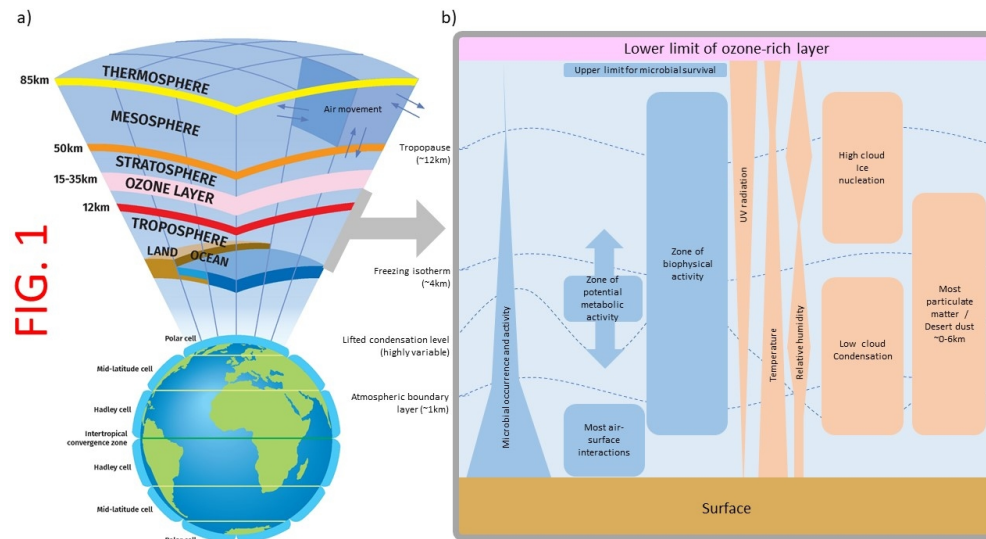 a)
FIG. 1
85km
THERMOSPHERE
Air movement
MESOSPHERE
50km
STRATOSPHERE
15-35km
OZONE LAYER
12km
TROPOSPHERE
LAND
OCEAN
Polar cell
Mid-latitude cell
Hadley cell
Intertropical
convergence zone
Hadley cell
Mid-latitude cell
Polar cell
Tropopause
(~12km)
Freezing isotherm
(~4km)
Lifted condensation level
(highly variable)
Atmospheric boundary
layer (~1km)
b)
Lower limit of ozone-rich layer
Upper limit for microbial survival
Microbial occurrence and activity
Zone of
potential
metabolic
activity
Most air-
surface
interactions
Zone of
biophysical
activity
UV radiation
Temperature
Relative humidity
High cloud
Ice
nucleation
Low cloud
Condensation
Most
particulate
matter /
Desert dust
~0-6km
Surface